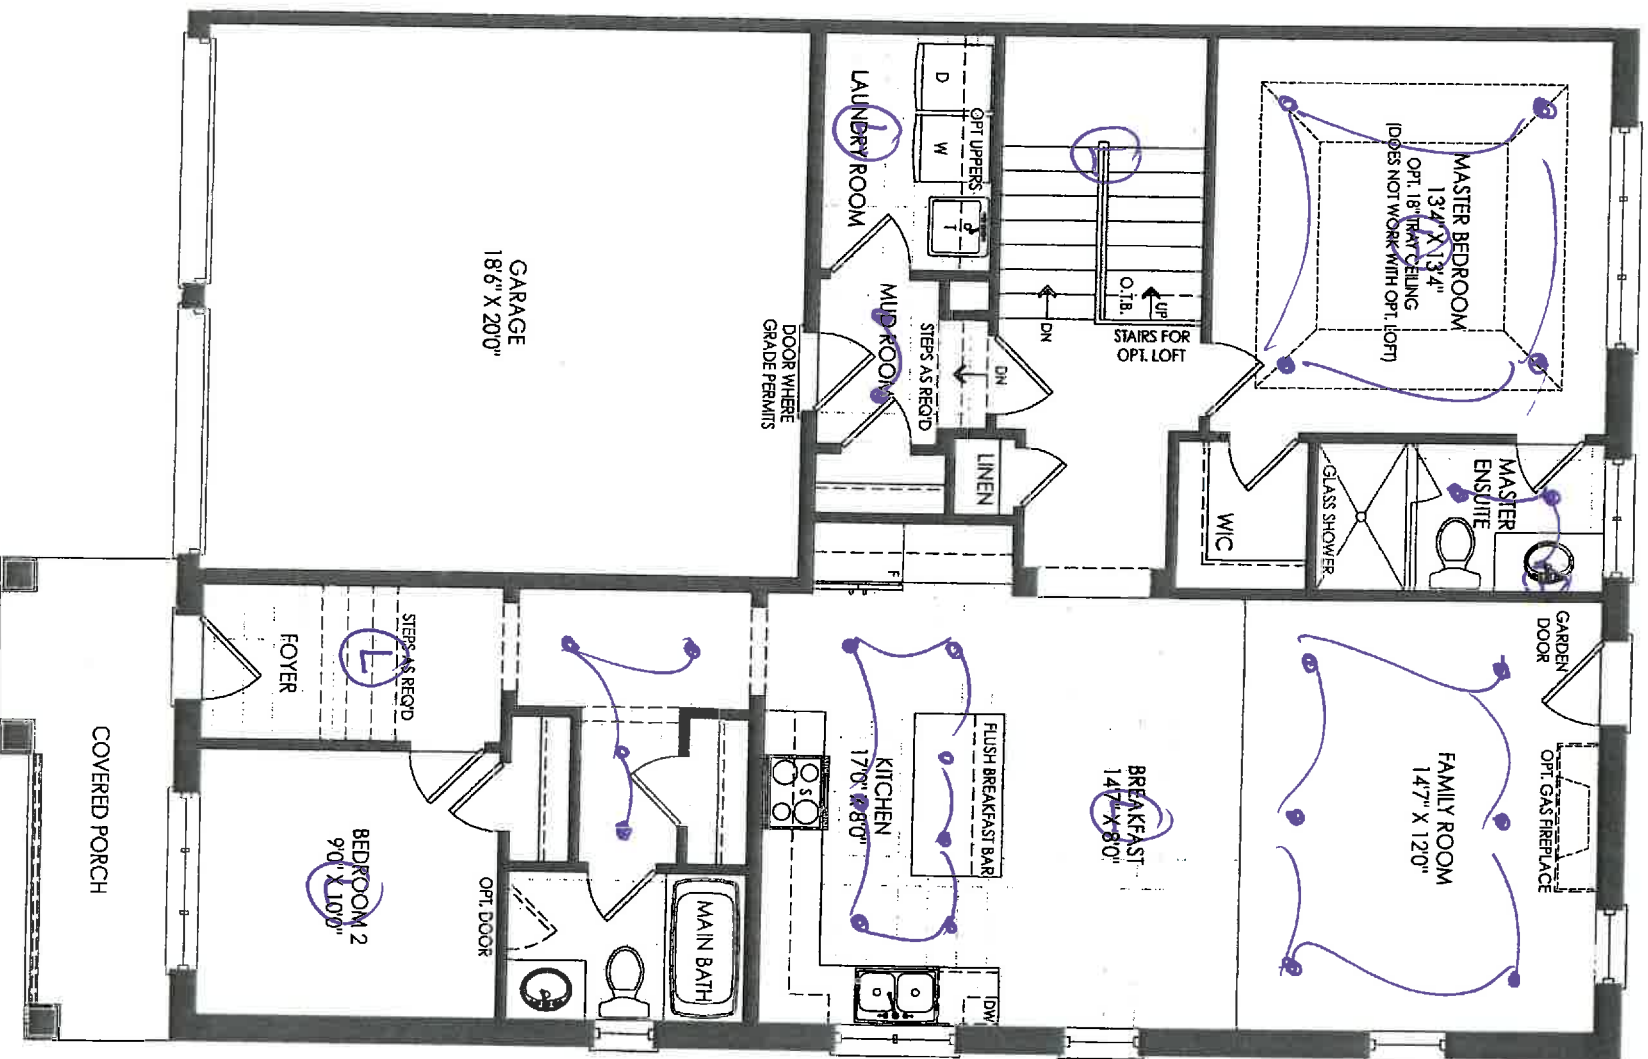 MASTER BEDROOM
13'4" X 13'4"
OPT. 18" TRAY CEILING
(DOES NOT WORK WITH OPT. LOFT)
L
MASTER
ENSUITE
GLASS SHOWER
WIC
GARDEN
DOOR
OPT. GAS FIREPLACE
FAMILY ROOM
14'7" X 12'0"
BREAKFAST
14'7" X 8'0"
L
FLUSH BREAKFAST BAR
KITCHEN
17'0" X 8'0"
DW
S
F
UP
O.T.B.
DN
STAIRS FOR
OPT. LOFT
L
DN
STEPS AS REQ'D
LINEN
OPT UPPERS
D
W
T
LAUNDRY ROOM
L
MUD ROOM
DOOR WHERE
GRADE PERMITS
GARAGE
18'6" X 20'0"
MAIN BATH
OPT. DOOR
STEPS AS REQ'D
L
FOYER
BEDROOM 2
9'0" X 10'0"
L
COVERED PORCH